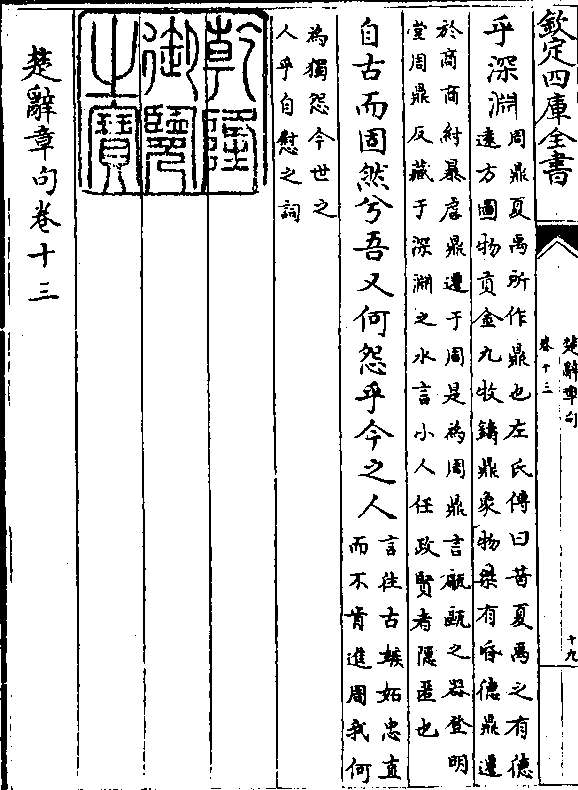 欽定四庫全書
楚辭章句
卷十三
十九
乎深淵
周鼎夏禹所作鼎也左氏傳曰昔夏禹之有德
遠方圖物貢金九牧鑄鼎象物桀有昏德鼎遷
於商商紂暴虐鼎遷于周是為周鼎言甂甌之器登明
堂周鼎反藏于深淵之水言小人任政賢者隱匿也
自古而固然兮吾又何怨乎今之人
言往古嫉妬忠直
而不肯進周我何
為獨怨今世之
人乎自慰之詞
乾隆
御覽
之寶
楚辭章句卷十三